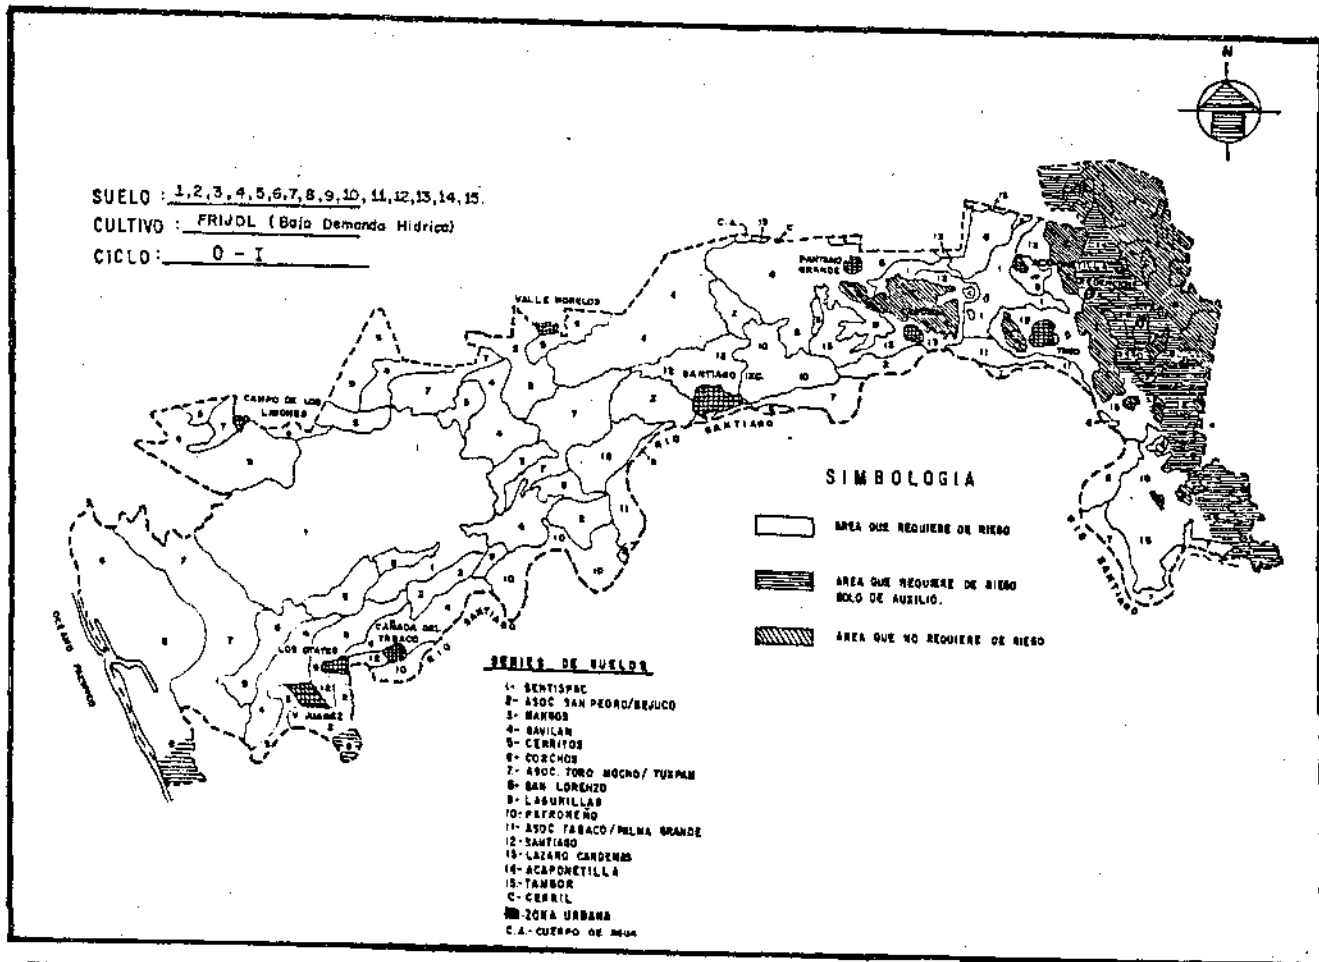 N
SUELO : 1,2,3,4,5,6,7,8,9,10, 11,12,13,14,15.
CULTIVO : FRIJOL (Baja Demanda Hidrica)
CICLO: O - I
C.A. 13 C
PANTANO
GRANDE
VALLE MORELOS
SANTIAGO IXC.
CAMPO DE LOS
LIMONES
RIO SANTIAGO
SIMBOLOGIA
AREA QUE REQUIERE DE RIEGO
AREA QUE REQUIERE DE RIEGO
SOLO DE AUXILIO.
AREA QUE NO REQUIERE DE RIEGO
RIO SANTIAGO
OCEANO PACIFICO
LOS OTATES
CAÑADA DEL
TABACO
RIO SANTIAGO
V. JUAREZ
SERIES DE SUELOS
1- SENTISPAC
2- ASOC. SAN PEDRO/BEJUCO
3- MANGOS
4- GAVILAN
5- CERRITOS
6- CORCHOS
7- ASOC. TORO MOCHO/ TUXPAN
8- SAN LORENZO
9- LAGUNILLAS
10- PATRONEÑO
11- ASOC TABACO/PALMA GRANDE
12- SANTIAGO
13- LAZARO CARDENAS
14- ACAPONETILLA
15- TAMBOR
C- CERRIL
ZONA URBANA
C.A.- CUERPO DE AGUA